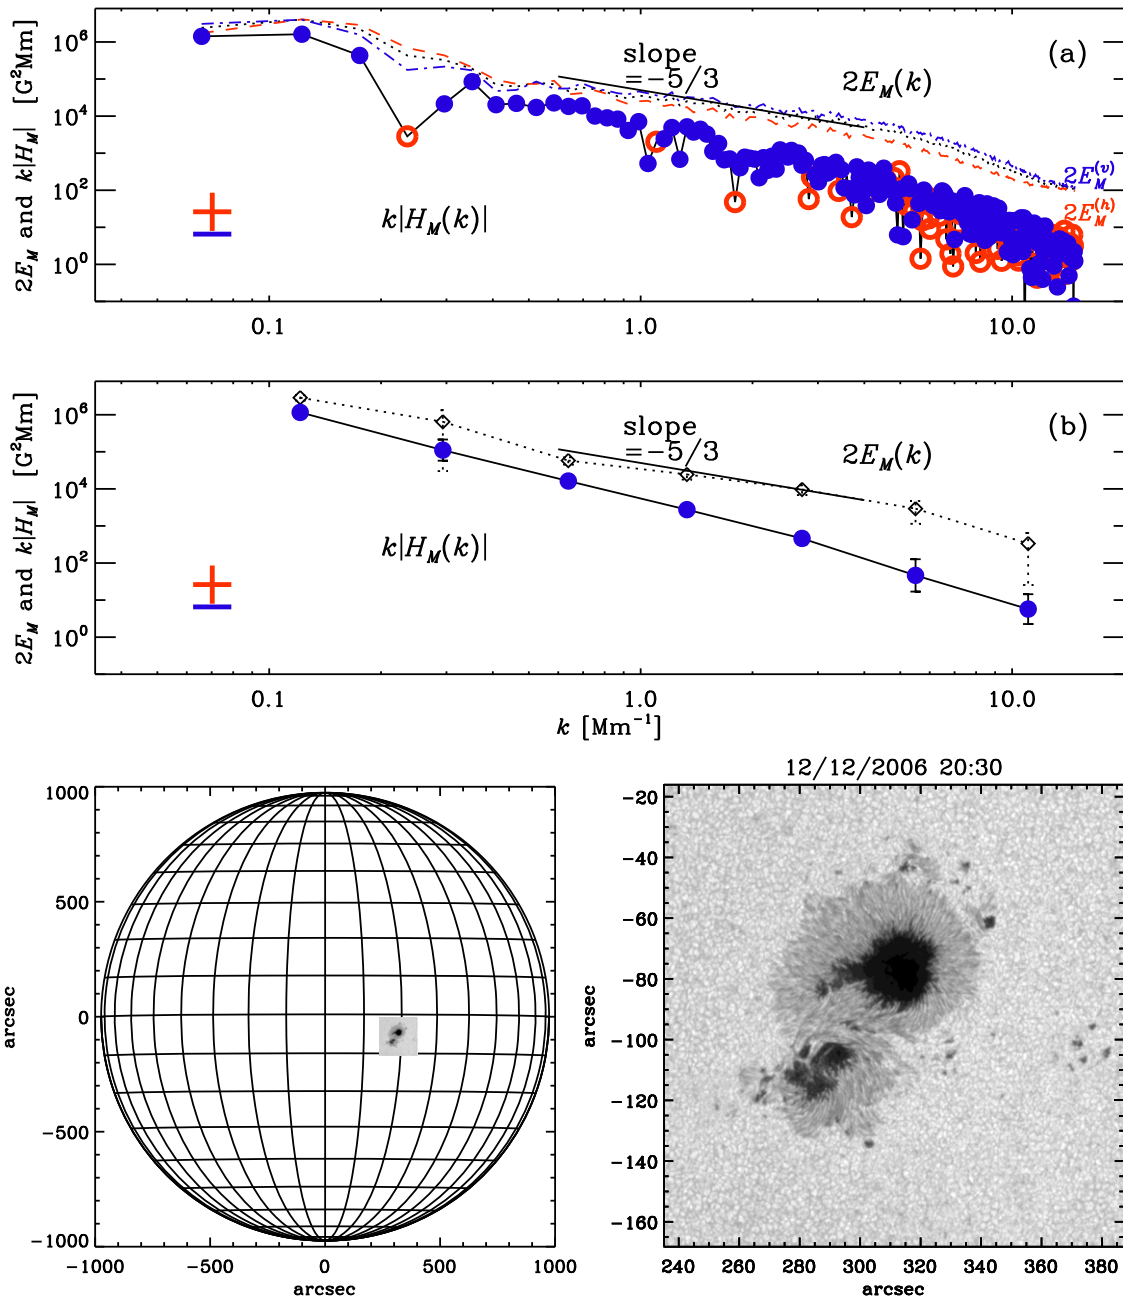 2E_M and k|H_M| [G²Mm]
10⁶
10⁴
10²
10⁰
slope
=−5/3
2E_M(k)
(a)
k|H_M(k)|
2E_M^(v)
2E_M^(h)
+
−
0.1 1.0 10.0
2E_M and k|H_M| [G²Mm]
10⁶
10⁴
10²
10⁰
slope
=−5/3
2E_M(k)
(b)
k|H_M(k)|
+
−
0.1 1.0 10.0
k [Mm⁻¹]
1000
500
0
−500
−1000
arcsec
−1000 −500 0 500 1000
arcsec
12/12/2006 20:30
−20
−40
−60
−80
−100
−120
−140
−160
arcsec
240 260 280 300 320 340 360 380
arcsec